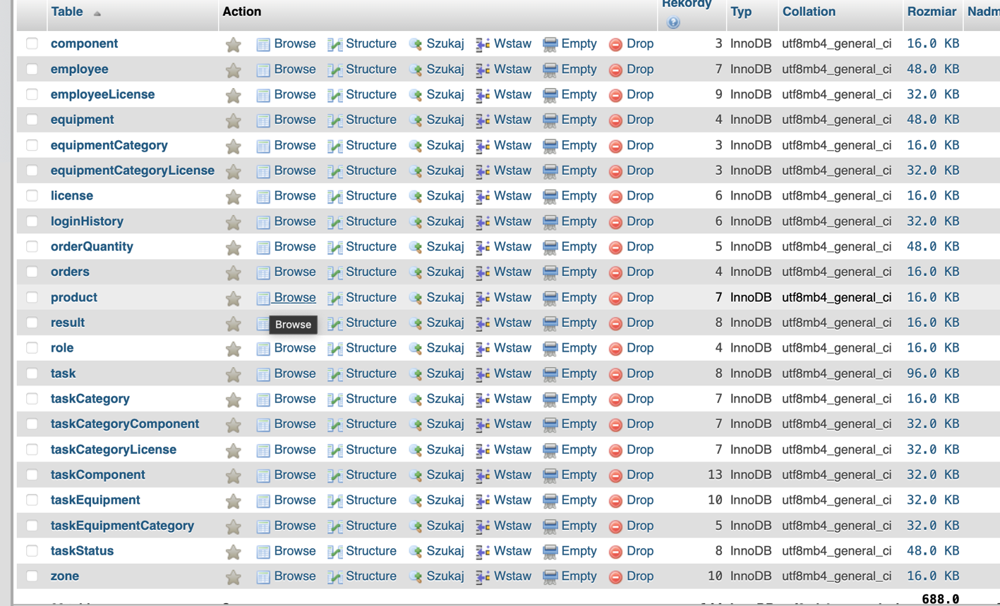 Rekordy
Table Action Typ Collation Rozmiar Nadm
component Browse Structure Szukaj Wstaw Empty Drop 3 InnoDB utf8mb4_general_ci 16.0 KB
employee Browse Structure Szukaj Wstaw Empty Drop 7 InnoDB utf8mb4_general_ci 48.0 KB
employeeLicense Browse Structure Szukaj Wstaw Empty Drop 9 InnoDB utf8mb4_general_ci 32.0 KB
equipment Browse Structure Szukaj Wstaw Empty Drop 4 InnoDB utf8mb4_general_ci 48.0 KB
equipmentCategory Browse Structure Szukaj Wstaw Empty Drop 3 InnoDB utf8mb4_general_ci 16.0 KB
equipmentCategoryLicense Browse Structure Szukaj Wstaw Empty Drop 3 InnoDB utf8mb4_general_ci 32.0 KB
license Browse Structure Szukaj Wstaw Empty Drop 6 InnoDB utf8mb4_general_ci 16.0 KB
loginHistory Browse Structure Szukaj Wstaw Empty Drop 6 InnoDB utf8mb4_general_ci 32.0 KB
orderQuantity Browse Structure Szukaj Wstaw Empty Drop 5 InnoDB utf8mb4_general_ci 48.0 KB
orders Browse Structure Szukaj Wstaw Empty Drop 4 InnoDB utf8mb4_general_ci 16.0 KB
product Browse Structure Szukaj Wstaw Empty Drop 7 InnoDB utf8mb4_general_ci 16.0 KB
result Browse Structure Szukaj Wstaw Empty Drop 8 InnoDB utf8mb4_general_ci 16.0 KB
role Browse Structure Szukaj Wstaw Empty Drop 4 InnoDB utf8mb4_general_ci 16.0 KB
task Browse Structure Szukaj Wstaw Empty Drop 8 InnoDB utf8mb4_general_ci 96.0 KB
taskCategory Browse Structure Szukaj Wstaw Empty Drop 7 InnoDB utf8mb4_general_ci 16.0 KB
taskCategoryComponent Browse Structure Szukaj Wstaw Empty Drop 7 InnoDB utf8mb4_general_ci 32.0 KB
taskCategoryLicense Browse Structure Szukaj Wstaw Empty Drop 7 InnoDB utf8mb4_general_ci 32.0 KB
taskComponent Browse Structure Szukaj Wstaw Empty Drop 13 InnoDB utf8mb4_general_ci 32.0 KB
taskEquipment Browse Structure Szukaj Wstaw Empty Drop 10 InnoDB utf8mb4_general_ci 32.0 KB
taskEquipmentCategory Browse Structure Szukaj Wstaw Empty Drop 5 InnoDB utf8mb4_general_ci 32.0 KB
taskStatus Browse Structure Szukaj Wstaw Empty Drop 8 InnoDB utf8mb4_general_ci 48.0 KB
zone Browse Structure Szukaj Wstaw Empty Drop 10 InnoDB utf8mb4_general_ci 16.0 KB
688.0